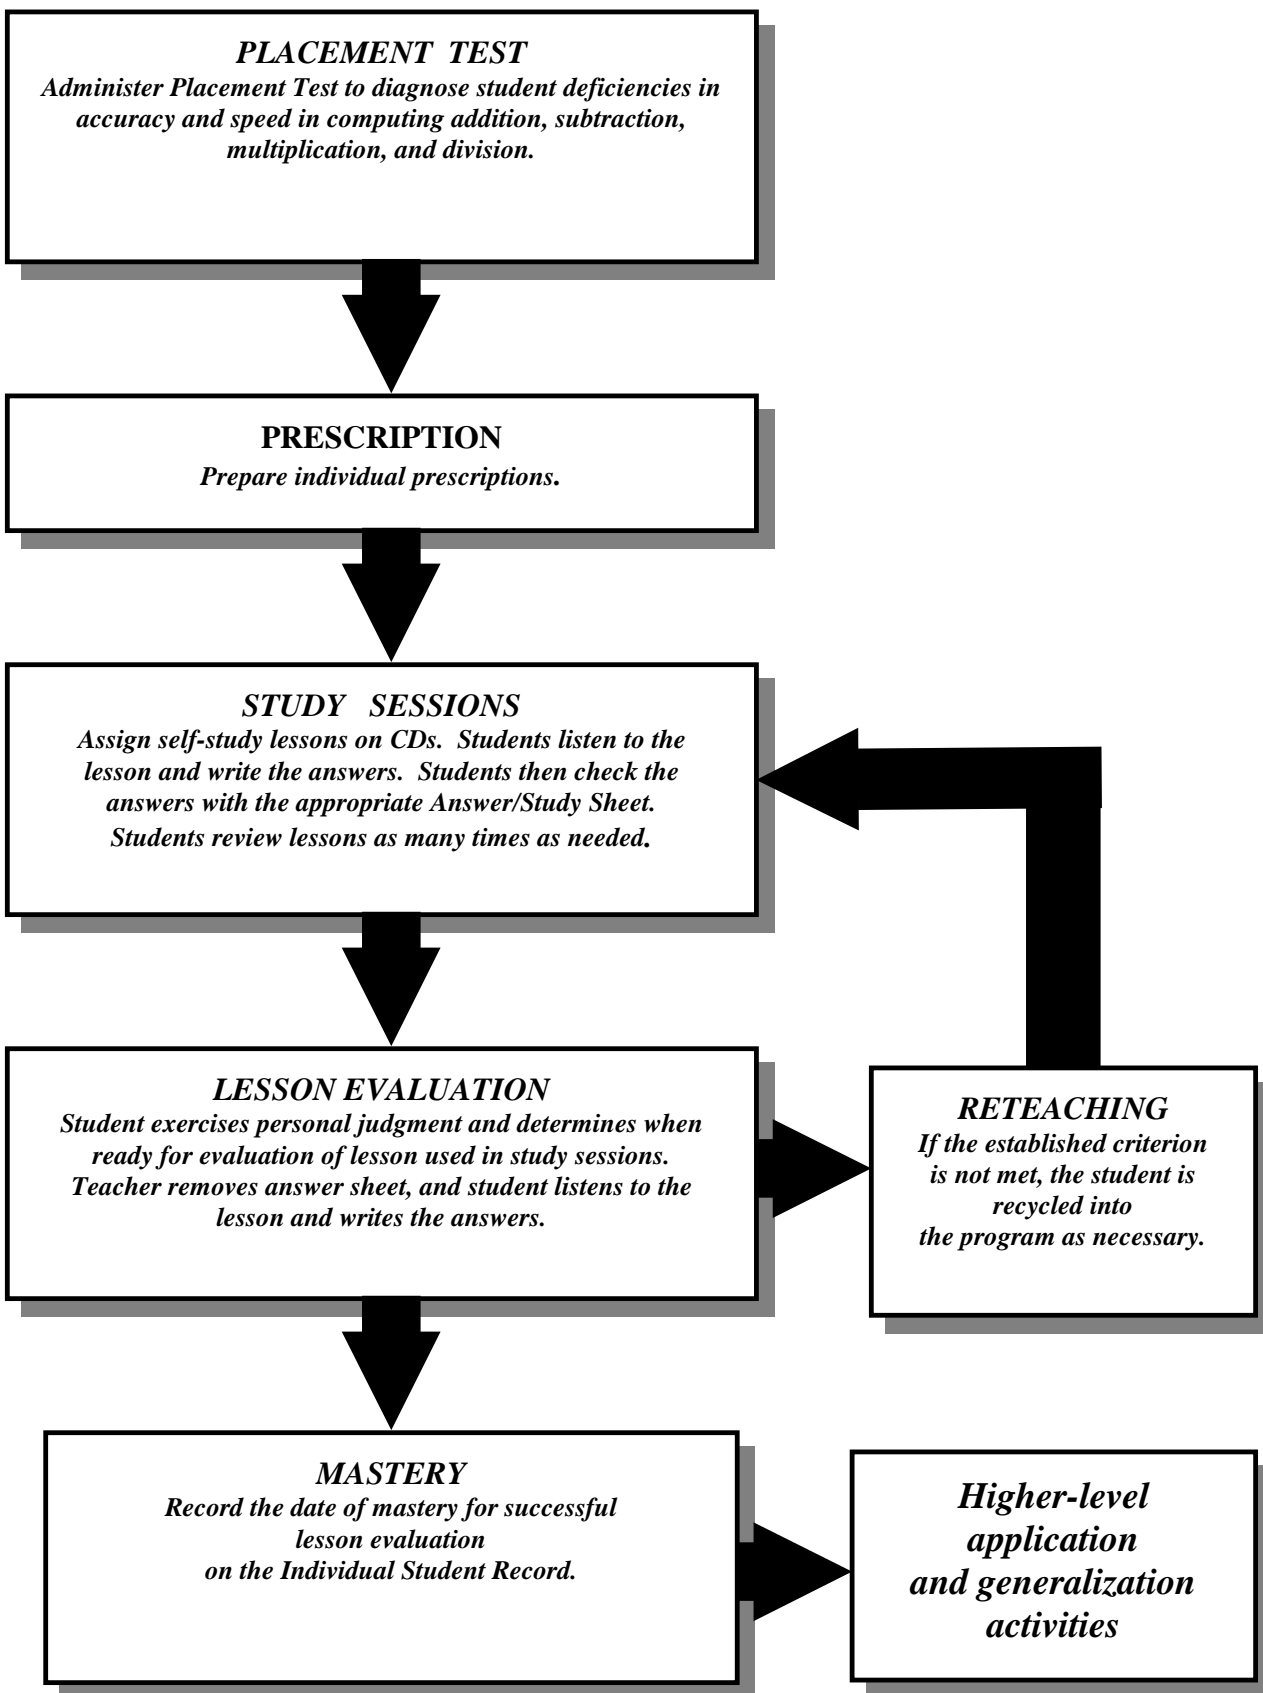 PLACEMENT TEST
Administer Placement Test to diagnose student deficiencies in
accuracy and speed in computing addition, subtraction,
multiplication, and division.
PRESCRIPTION
Prepare individual prescriptions.
STUDY SESSIONS
Assign self-study lessons on CDs. Students listen to the
lesson and write the answers. Students then check the
answers with the appropriate Answer/Study Sheet.
Students review lessons as many times as needed.
LESSON EVALUATION
Student exercises personal judgment and determines when
ready for evaluation of lesson used in study sessions.
Teacher removes answer sheet, and student listens to the
lesson and writes the answers.
RETEACHING
If the established criterion
is not met, the student is
recycled into
the program as necessary.
MASTERY
Record the date of mastery for successful
lesson evaluation
on the Individual Student Record.
Higher-level
application
and generalization
activities